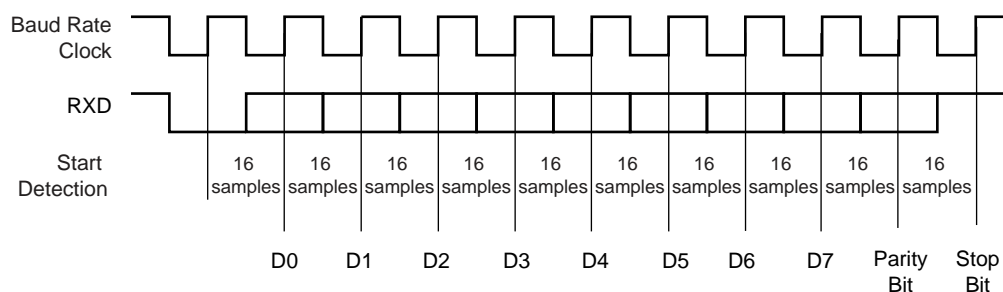 Baud Rate
Clock
RXD
Start
Detection
16
samples
16
samples
16
samples
16
samples
16
samples
16
samples
16
samples
16
samples
16
samples
16
samples
D0 D1 D2 D3 D4 D5 D6 D7 Parity
Bit
Stop
Bit